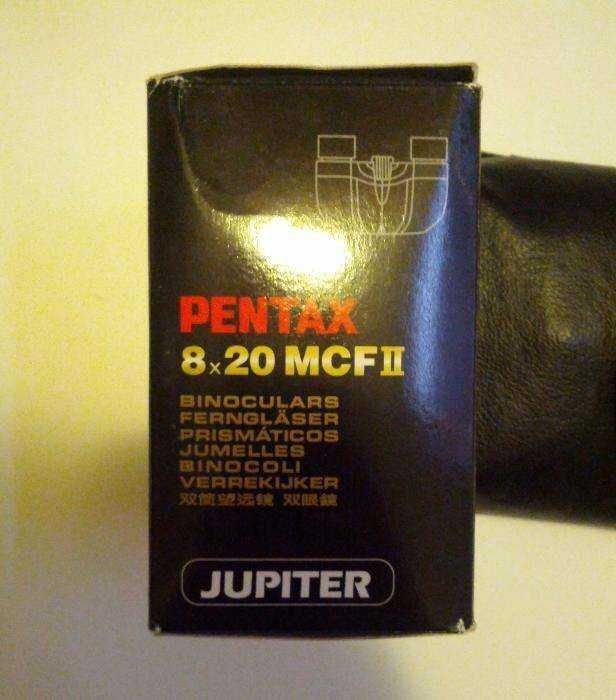 PENTAX
8×20 MCFⅡ
BINOCULARS
FERNGLÄSER
PRISMÁTICOS
JUMELLES
BINOCOLI
VERREKIJKER
双筒望远镜 双眼鏡
JUPITER